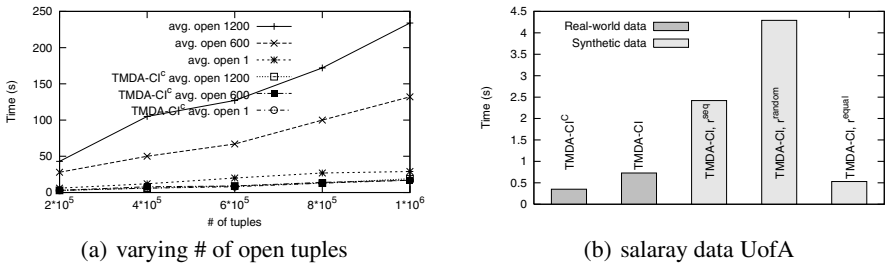 250
200
150
100
50
0
Time (s)
avg. open 1200
avg. open 600
avg. open 1
TMDA-CI^C avg. open 1200
TMDA-CI^C avg. open 600
TMDA-CI^C avg. open 1
2*10^5
4*10^5
6*10^5
8*10^5
1*10^6
# of tuples
(a) varying # of open tuples
4.5
4
3.5
3
2.5
2
1.5
1
0.5
0
Time (s)
Real-world data
Synthetic data
TMDA-CI^C
TMDA-CI
TMDA-CI, r^seq
TMDA-CI, r^random
TMDA-CI, r^equal
(b) salaray data UofA